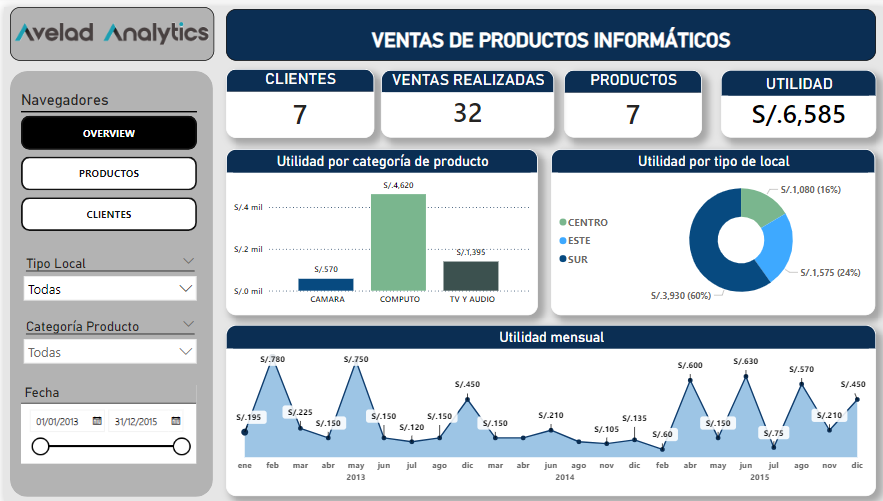 Avelad Analytics
VENTAS DE PRODUCTOS INFORMÁTICOS
Navegadores
OVERVIEW
PRODUCTOS
CLIENTES
Tipo Local
Todas
Categoría Producto
Todas
Fecha
01/01/2013 31/12/2015
CLIENTES
7
VENTAS REALIZADAS
32
PRODUCTOS
7
UTILIDAD
S/.6,585
Utilidad por categoría de producto
S/.4 mil
S/.2 mil
S/.0 mil
S/.570
S/.4,620
S/.1,395
CAMARA COMPUTO TV Y AUDIO
Utilidad por tipo de local
CENTRO
ESTE
SUR
S/.1,080 (16%)
S/.1,575 (24%)
S/.3,930 (60%)
Utilidad mensual
S/.195 S/.780 S/.225 S/.150 S/.750 S/.150 S/.120 S/.150 S/.450 S/.150 S/.210 S/.105 S/.135 S/.60 S/.600 S/.150 S/.630 S/.75 S/.570 S/.210 S/.450
ene feb mar abr may jun jul ago dic mar abr jun ago nov dic feb abr may jun jul ago nov dic
2013 2014 2015